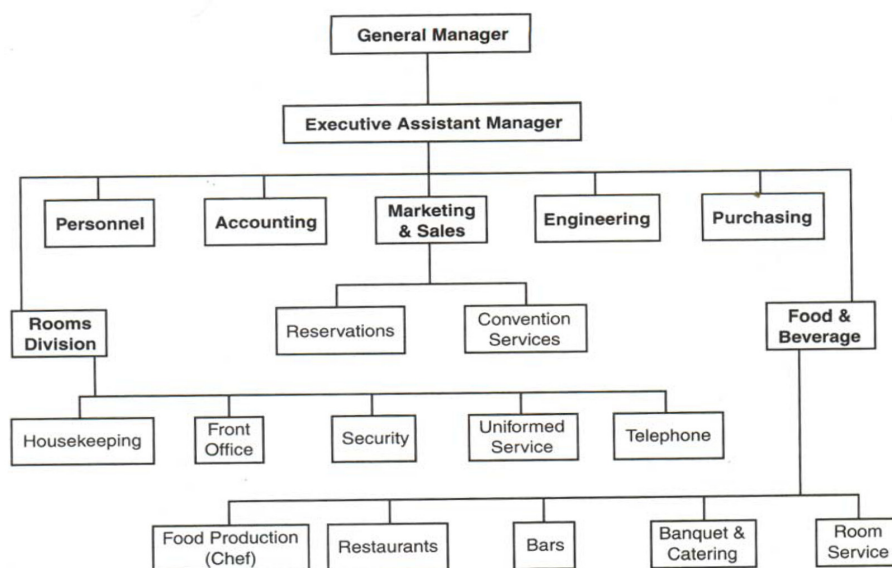 General Manager
Executive Assistant Manager
Personnel
Accounting
Marketing
& Sales
Engineering
Purchasing
Rooms
Division
Reservations
Convention
Services
Food &
Beverage
Housekeeping
Front
Office
Security
Uniformed
Service
Telephone
Food Production
(Chef)
Restaurants
Bars
Banquet &
Catering
Room
Service